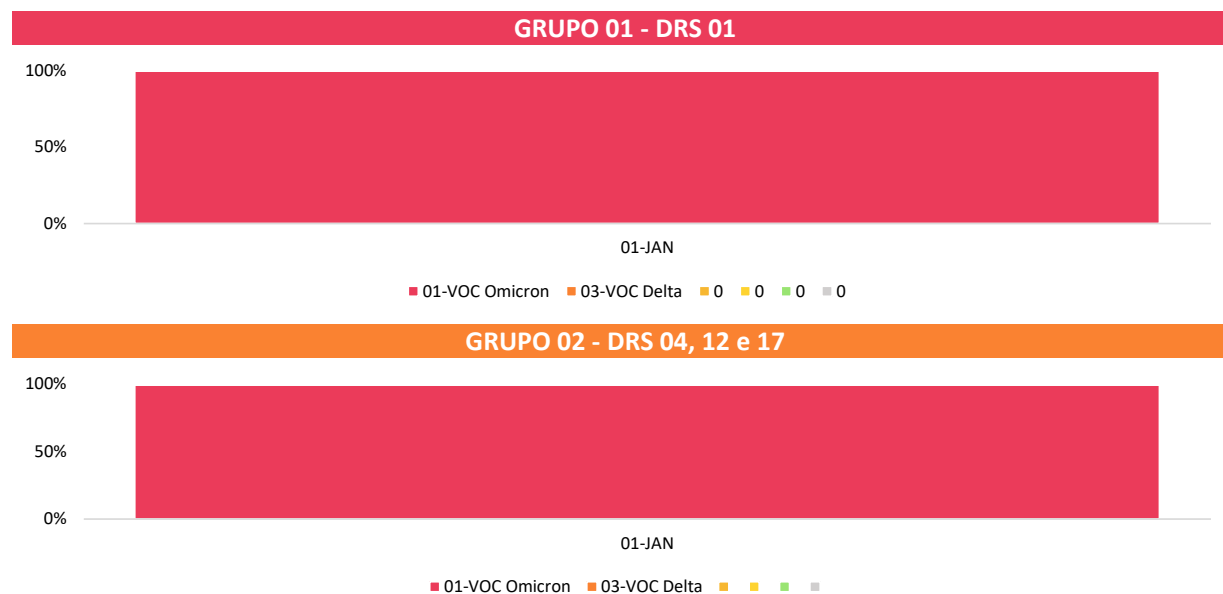 GRUPO 01 - DRS 01
100%
50%
0%
01-JAN
01-VOC Omicron 03-VOC Delta 0 0 0 0
GRUPO 02 - DRS 04, 12 e 17
100%
50%
0%
01-JAN
01-VOC Omicron 03-VOC Delta